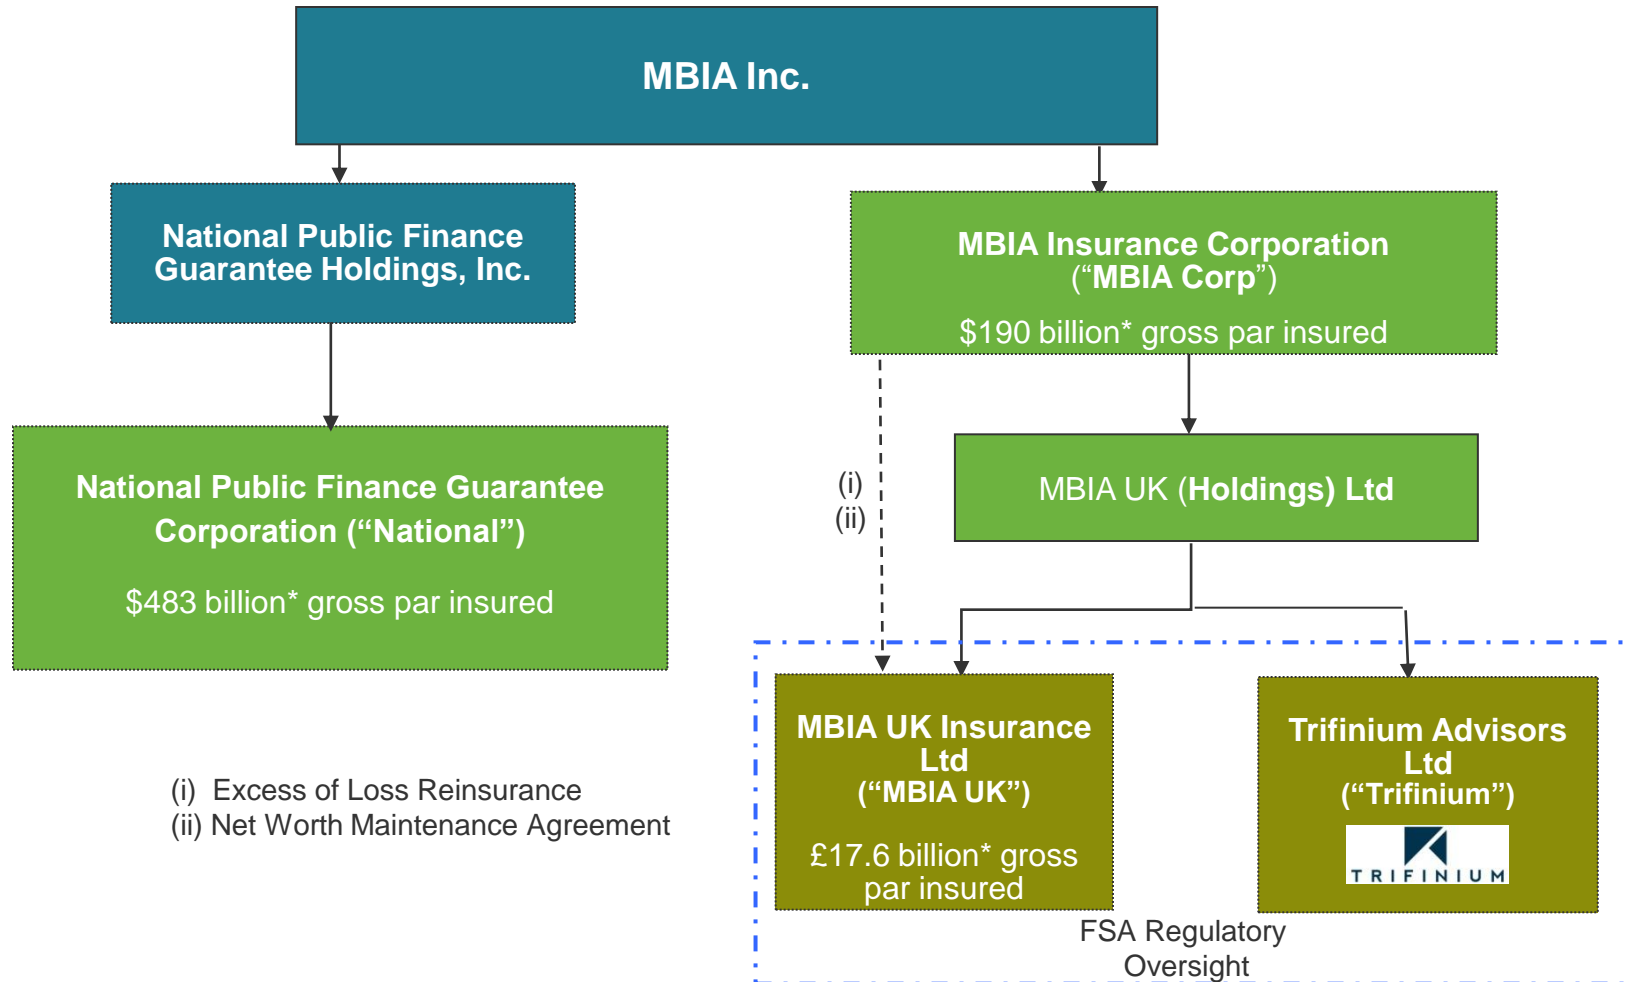 MBIA Inc.
National Public Finance
Guarantee Holdings, Inc.
MBIA Insurance Corporation
(“MBIA Corp”)
$190 billion* gross par insured
National Public Finance Guarantee
Corporation (“National”)
$483 billion* gross par insured
(i)
(ii)
MBIA UK (Holdings) Ltd
MBIA UK Insurance
Ltd
(“MBIA UK”)
£17.6 billion* gross
par insured
Trifinium Advisors
Ltd
(“Trifinium”)
TRIFINIUM
(i) Excess of Loss Reinsurance
(ii) Net Worth Maintenance Agreement
FSA Regulatory
Oversight